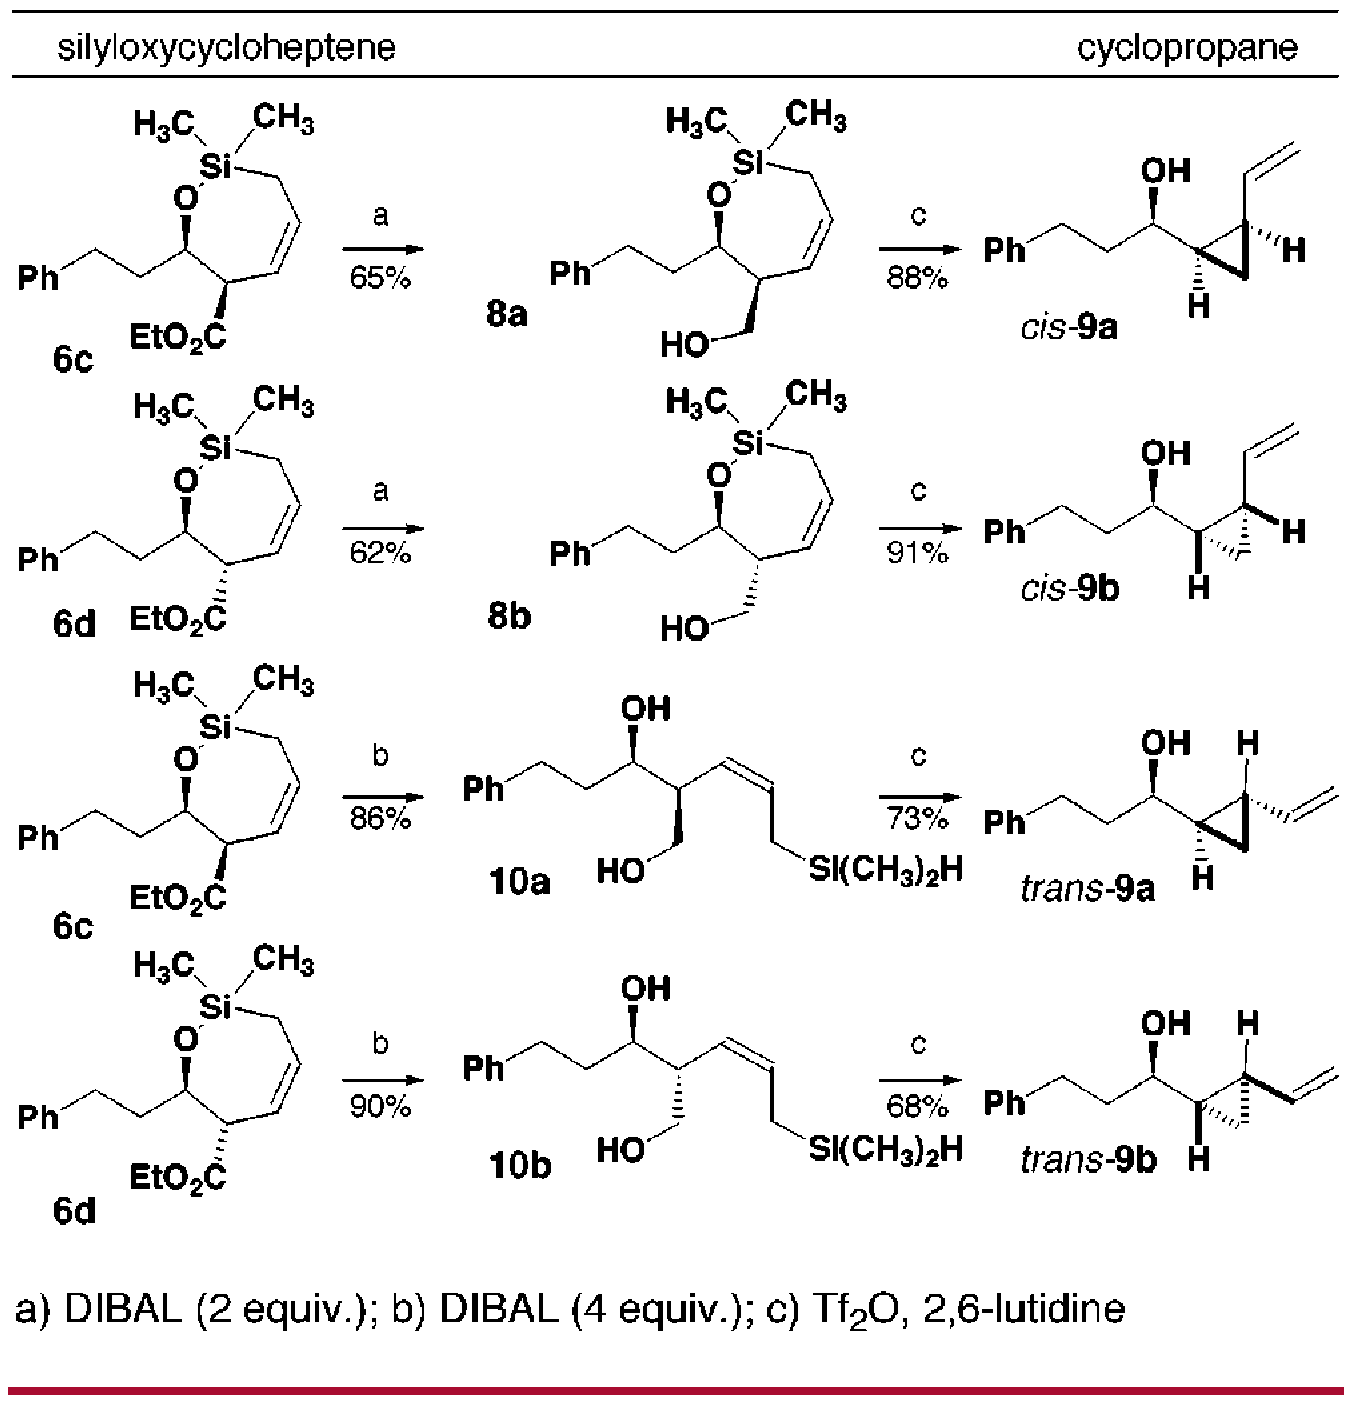 silyloxycycloheptene cyclopropane
H₃C CH₃ H₃C CH₃
Si Si OH
O a O c
Ph 65% Ph 88% Ph H
EtO₂C 8a HO H cis-9a
6c
H₃C CH₃ H₃C CH₃
Si Si OH
O a O c
Ph 62% Ph 91% Ph H
EtO₂C 8b HO H cis-9b
6d
H₃C CH₃ OH
Si OH H
O b c
Ph 86% Ph 73% Ph
EtO₂C 10a HO SI(CH₃)₂H H trans-9a
6c
H₃C CH₃ OH
Si OH H
O b c
Ph 90% Ph 68% Ph
EtO₂C 10b HO SI(CH₃)₂H H trans-9b
6d
a) DIBAL (2 equiv.); b) DIBAL (4 equiv.); c) Tf₂O, 2,6-lutidine